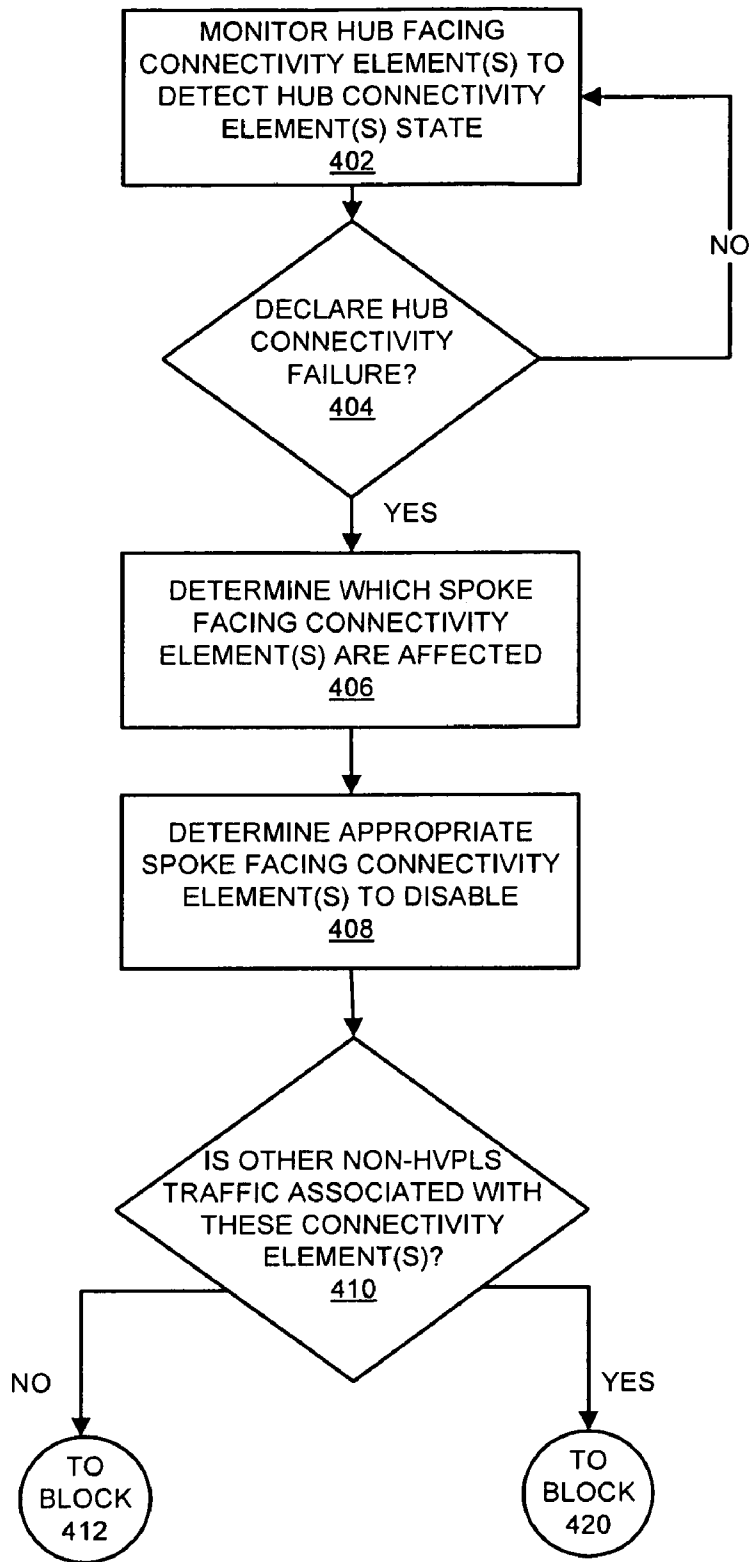 MONITOR HUB FACING
CONNECTIVITY ELEMENT(S) TO
DETECT HUB CONNECTIVITY
ELEMENT(S) STATE
402
NO
DECLARE HUB
CONNECTIVITY
FAILURE?
404
YES
DETERMINE WHICH SPOKE
FACING CONNECTIVITY
ELEMENT(S) ARE AFFECTED
406
DETERMINE APPROPRIATE
SPOKE FACING CONNECTIVITY
ELEMENT(S) TO DISABLE
408
IS OTHER NON-HVPLS
TRAFFIC ASSOCIATED WITH
THESE CONNECTIVITY
ELEMENT(S)?
410
NO
YES
TO
BLOCK
412
TO
BLOCK
420